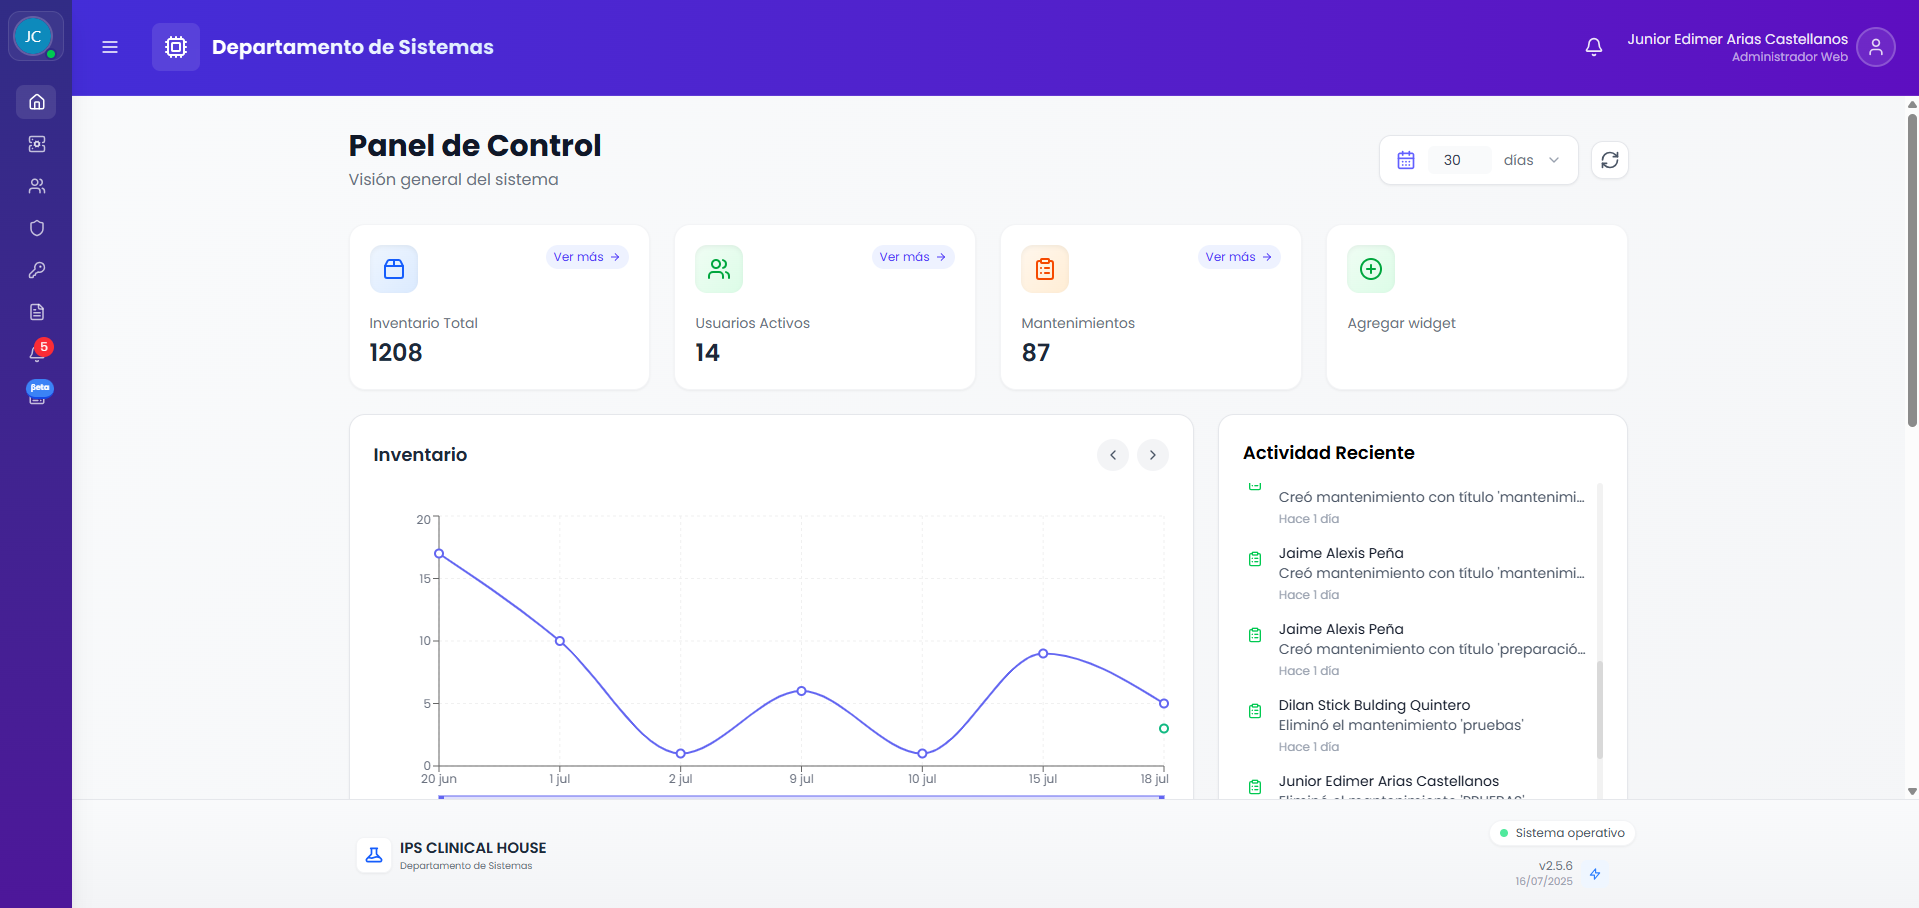 JC
Departamento de Sistemas
Junior Edimer Arias Castellanos
Administrador Web
5
Beta
Panel de Control
Visión general del sistema
30 días
Ver más →
Inventario Total
1208
Ver más →
Usuarios Activos
14
Ver más →
Mantenimientos
87
Agregar widget
Inventario
20
15
10
5
0
20 jun 1 jul 2 jul 9 jul 10 jul 15 jul 18 jul
Actividad Reciente
Creó mantenimiento con título 'mantenimi...
Hace 1 día
Jaime Alexis Peña
Creó mantenimiento con título 'mantenimi...
Hace 1 día
Jaime Alexis Peña
Creó mantenimiento con título 'preparació...
Hace 1 día
Dilan Stick Bulding Quintero
Eliminó el mantenimiento 'pruebas'
Hace 1 día
Junior Edimer Arias Castellanos
Eliminó el mantenimiento 'PRUEBAS'
IPS CLINICAL HOUSE
Departamento de Sistemas
Sistema operativo
v2.5.6
16/07/2025